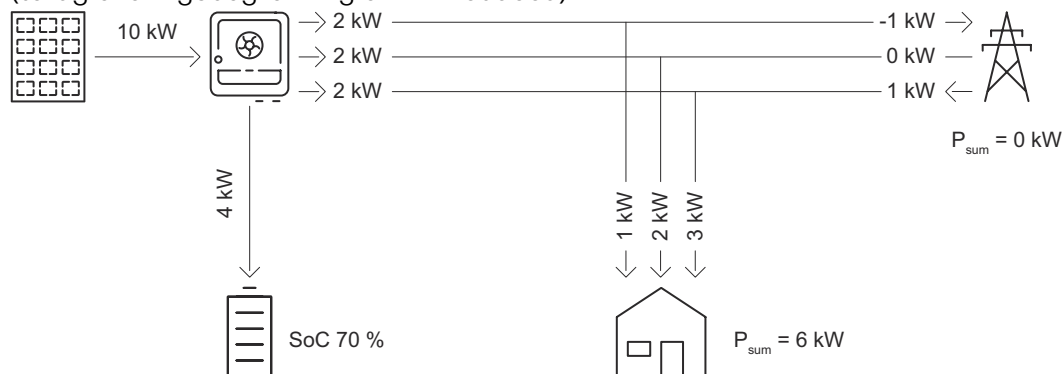 10 kW
2 kW
-1 kW
2 kW
0 kW
2 kW
1 kW
P_sum = 0 kW
4 kW
1 kW
2 kW
3 kW
SoC 70 %
P_sum = 6 kW